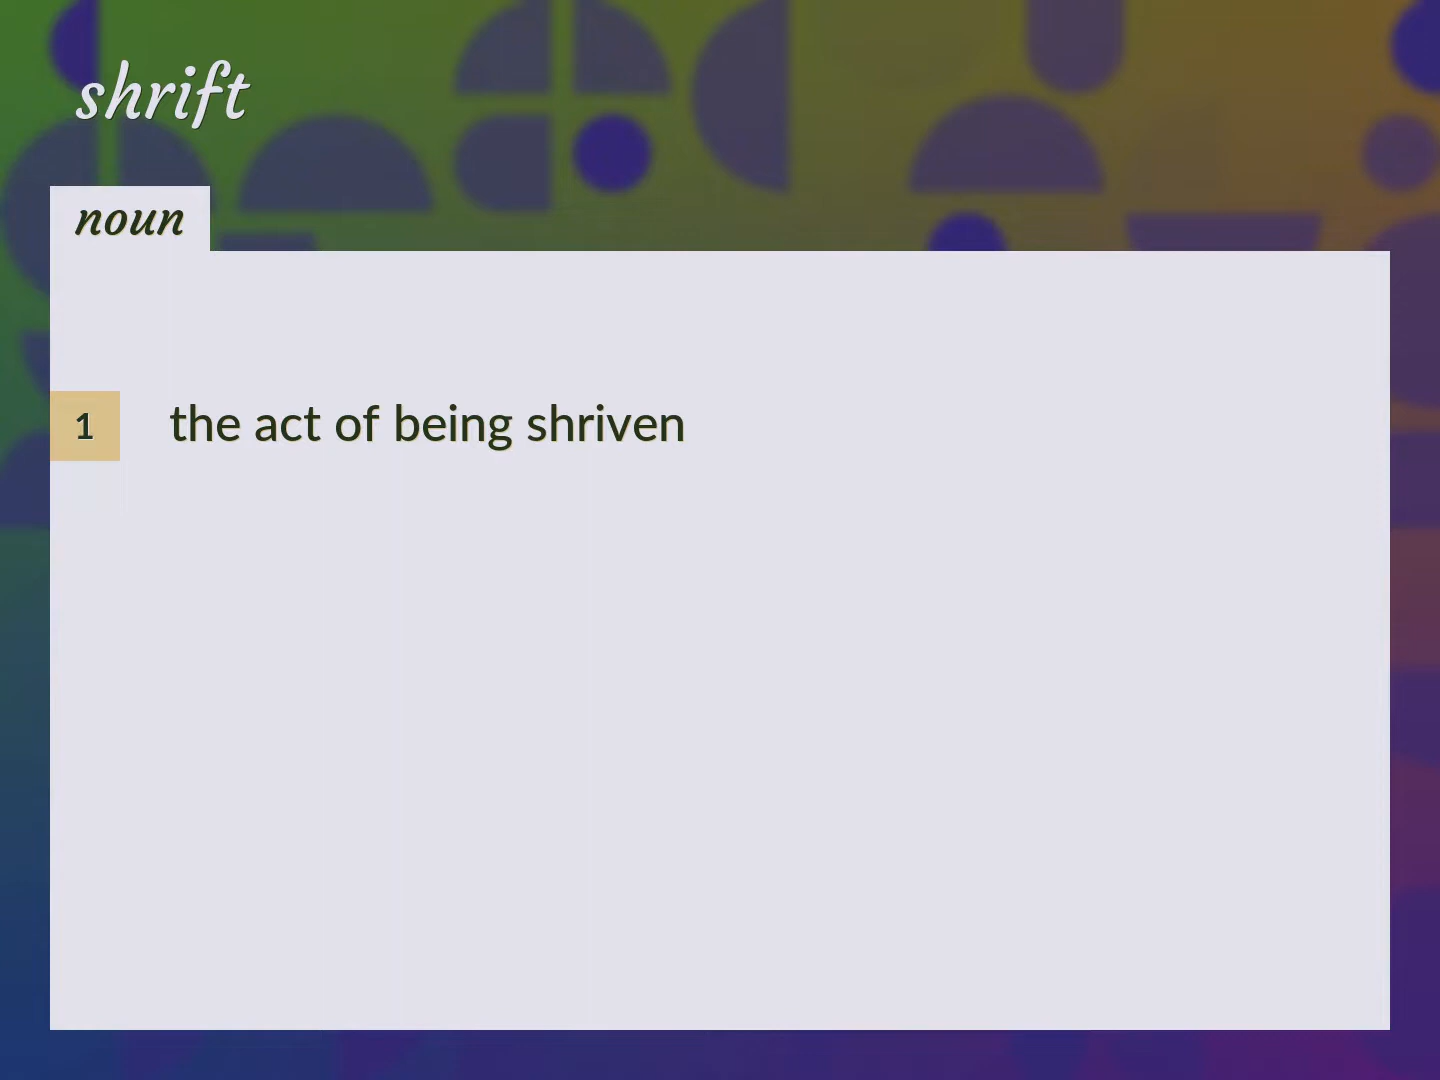 shrift
noun
1 the act of being shriven